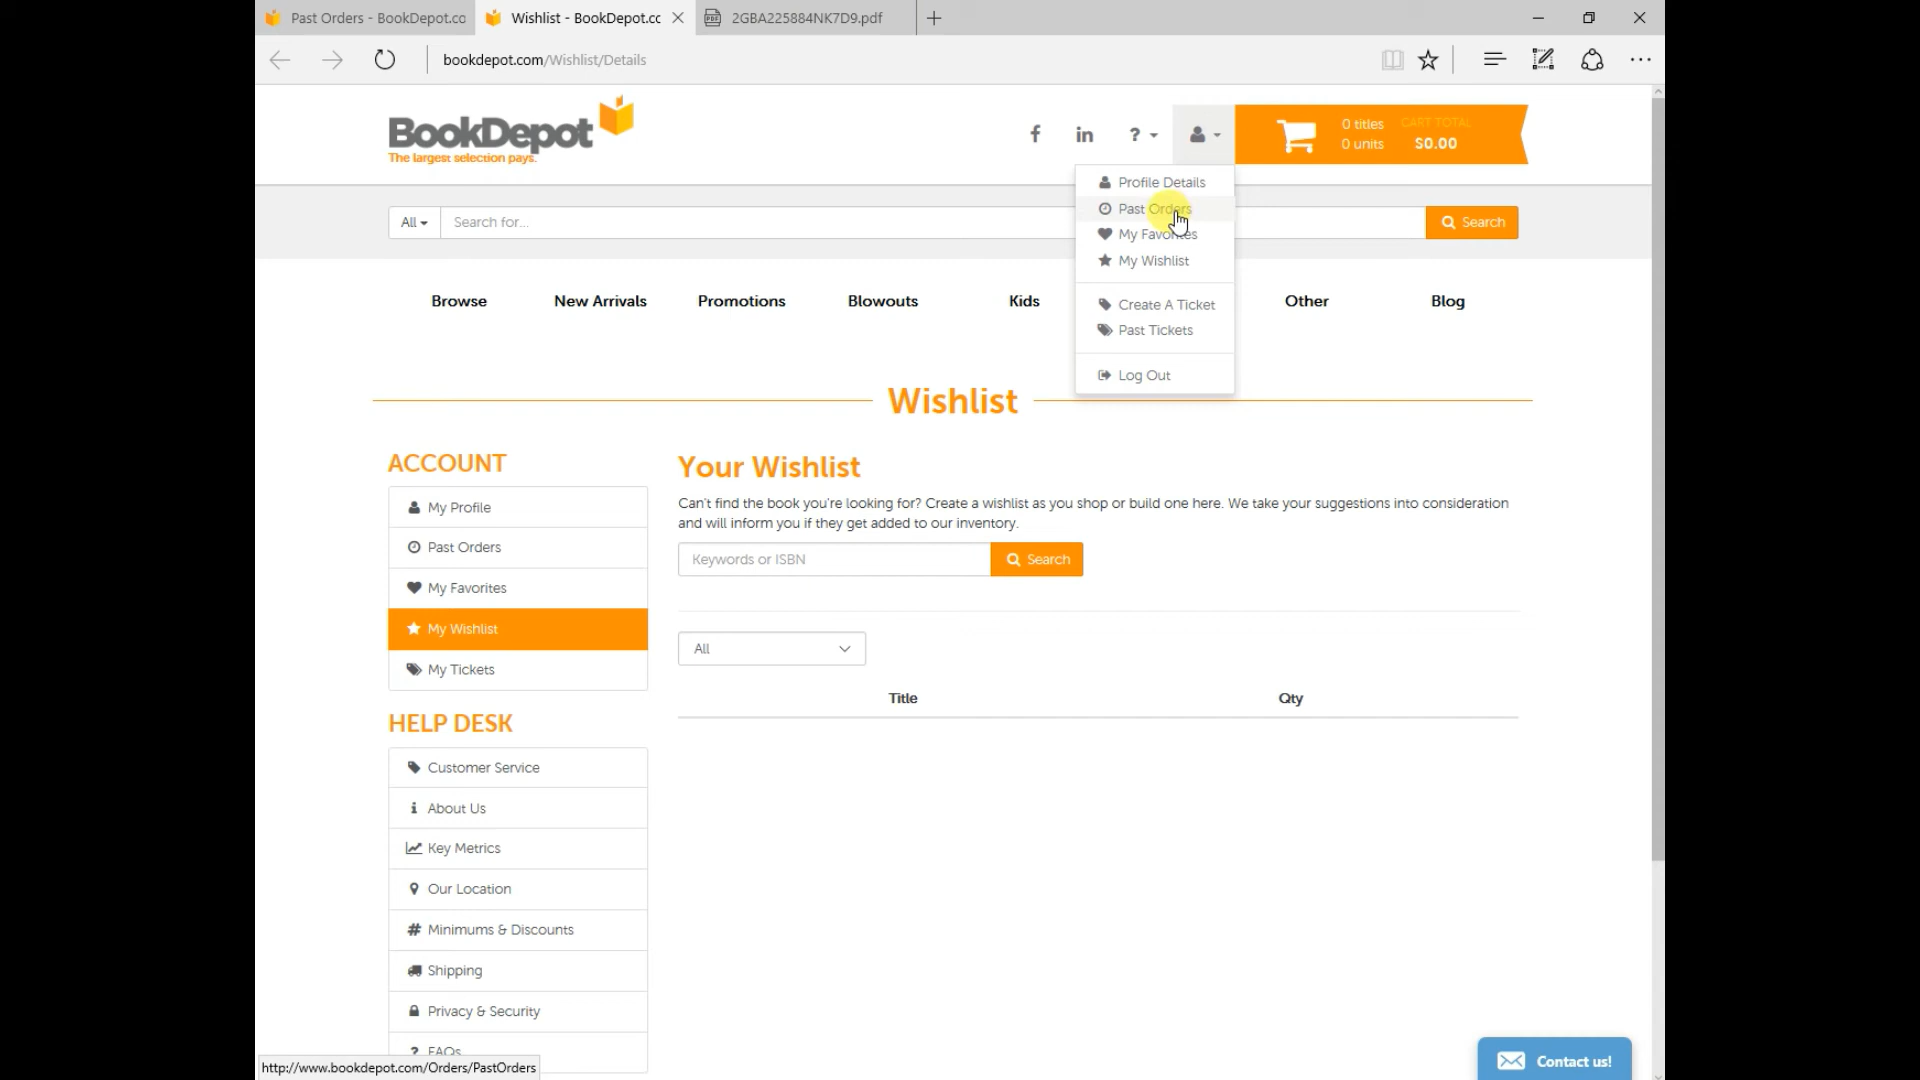 Past Orders - BookDepot.co
Wishlist - BookDepot.cc
2GBA225884NK7D9.pdf
bookdepot.com/Wishlist/Details
BookDepot
The largest selection pays.
?
0 titles
0 units
CART TOTAL
$0.00
Profile Details
Past Orders
My Favorites
My Wishlist
Create A Ticket
Past Tickets
Log Out
All
Search for...
Search
Browse
New Arrivals
Promotions
Blowouts
Kids
Other
Blog
Wishlist
ACCOUNT
My Profile
Past Orders
My Favorites
My Wishlist
My Tickets
HELP DESK
Customer Service
About Us
Key Metrics
Our Location
Minimums & Discounts
Shipping
Privacy & Security
FAQs
Your Wishlist
Can't find the book you're looking for? Create a wishlist as you shop or build one here. We take your suggestions into consideration
and will inform you if they get added to our inventory.
Keywords or ISBN
Search
All
Title
Qty
http://www.bookdepot.com/Orders/PastOrders
Contact us!